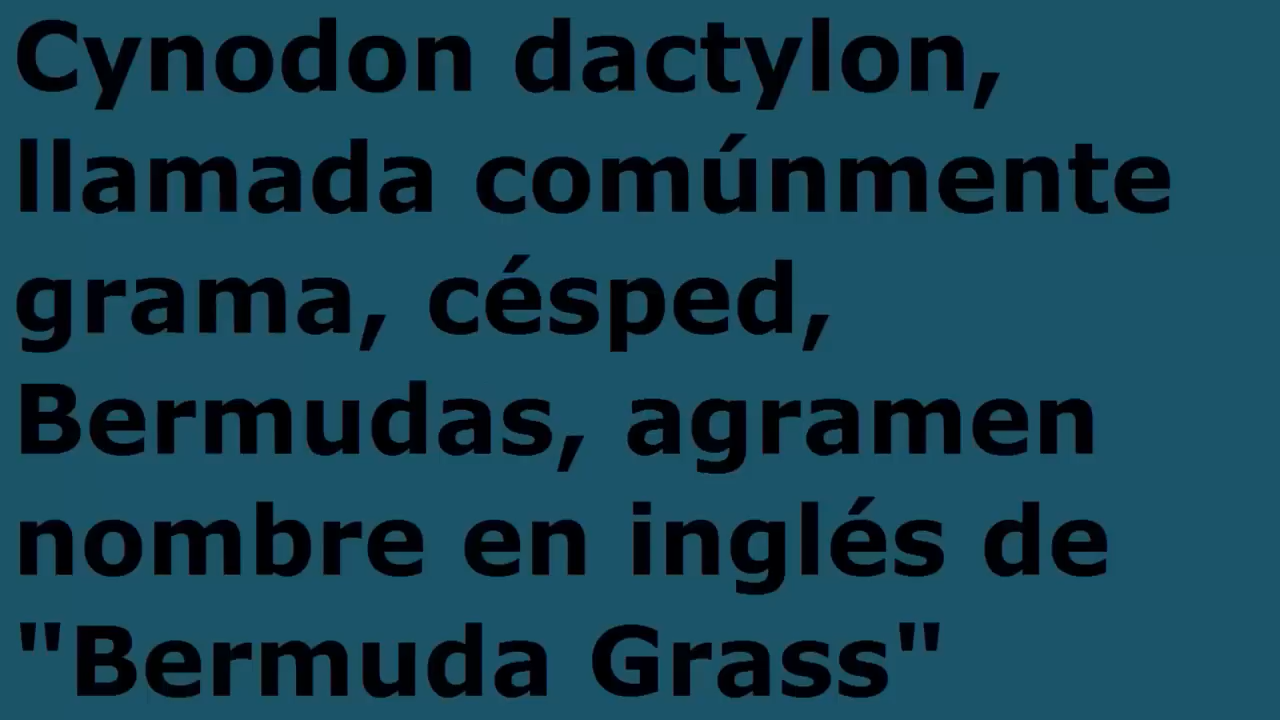 Cynodon dactylon,
llamada comúnmente
grama, césped,
Bermudas, agramen
nombre en inglés de
"Bermuda Grass"